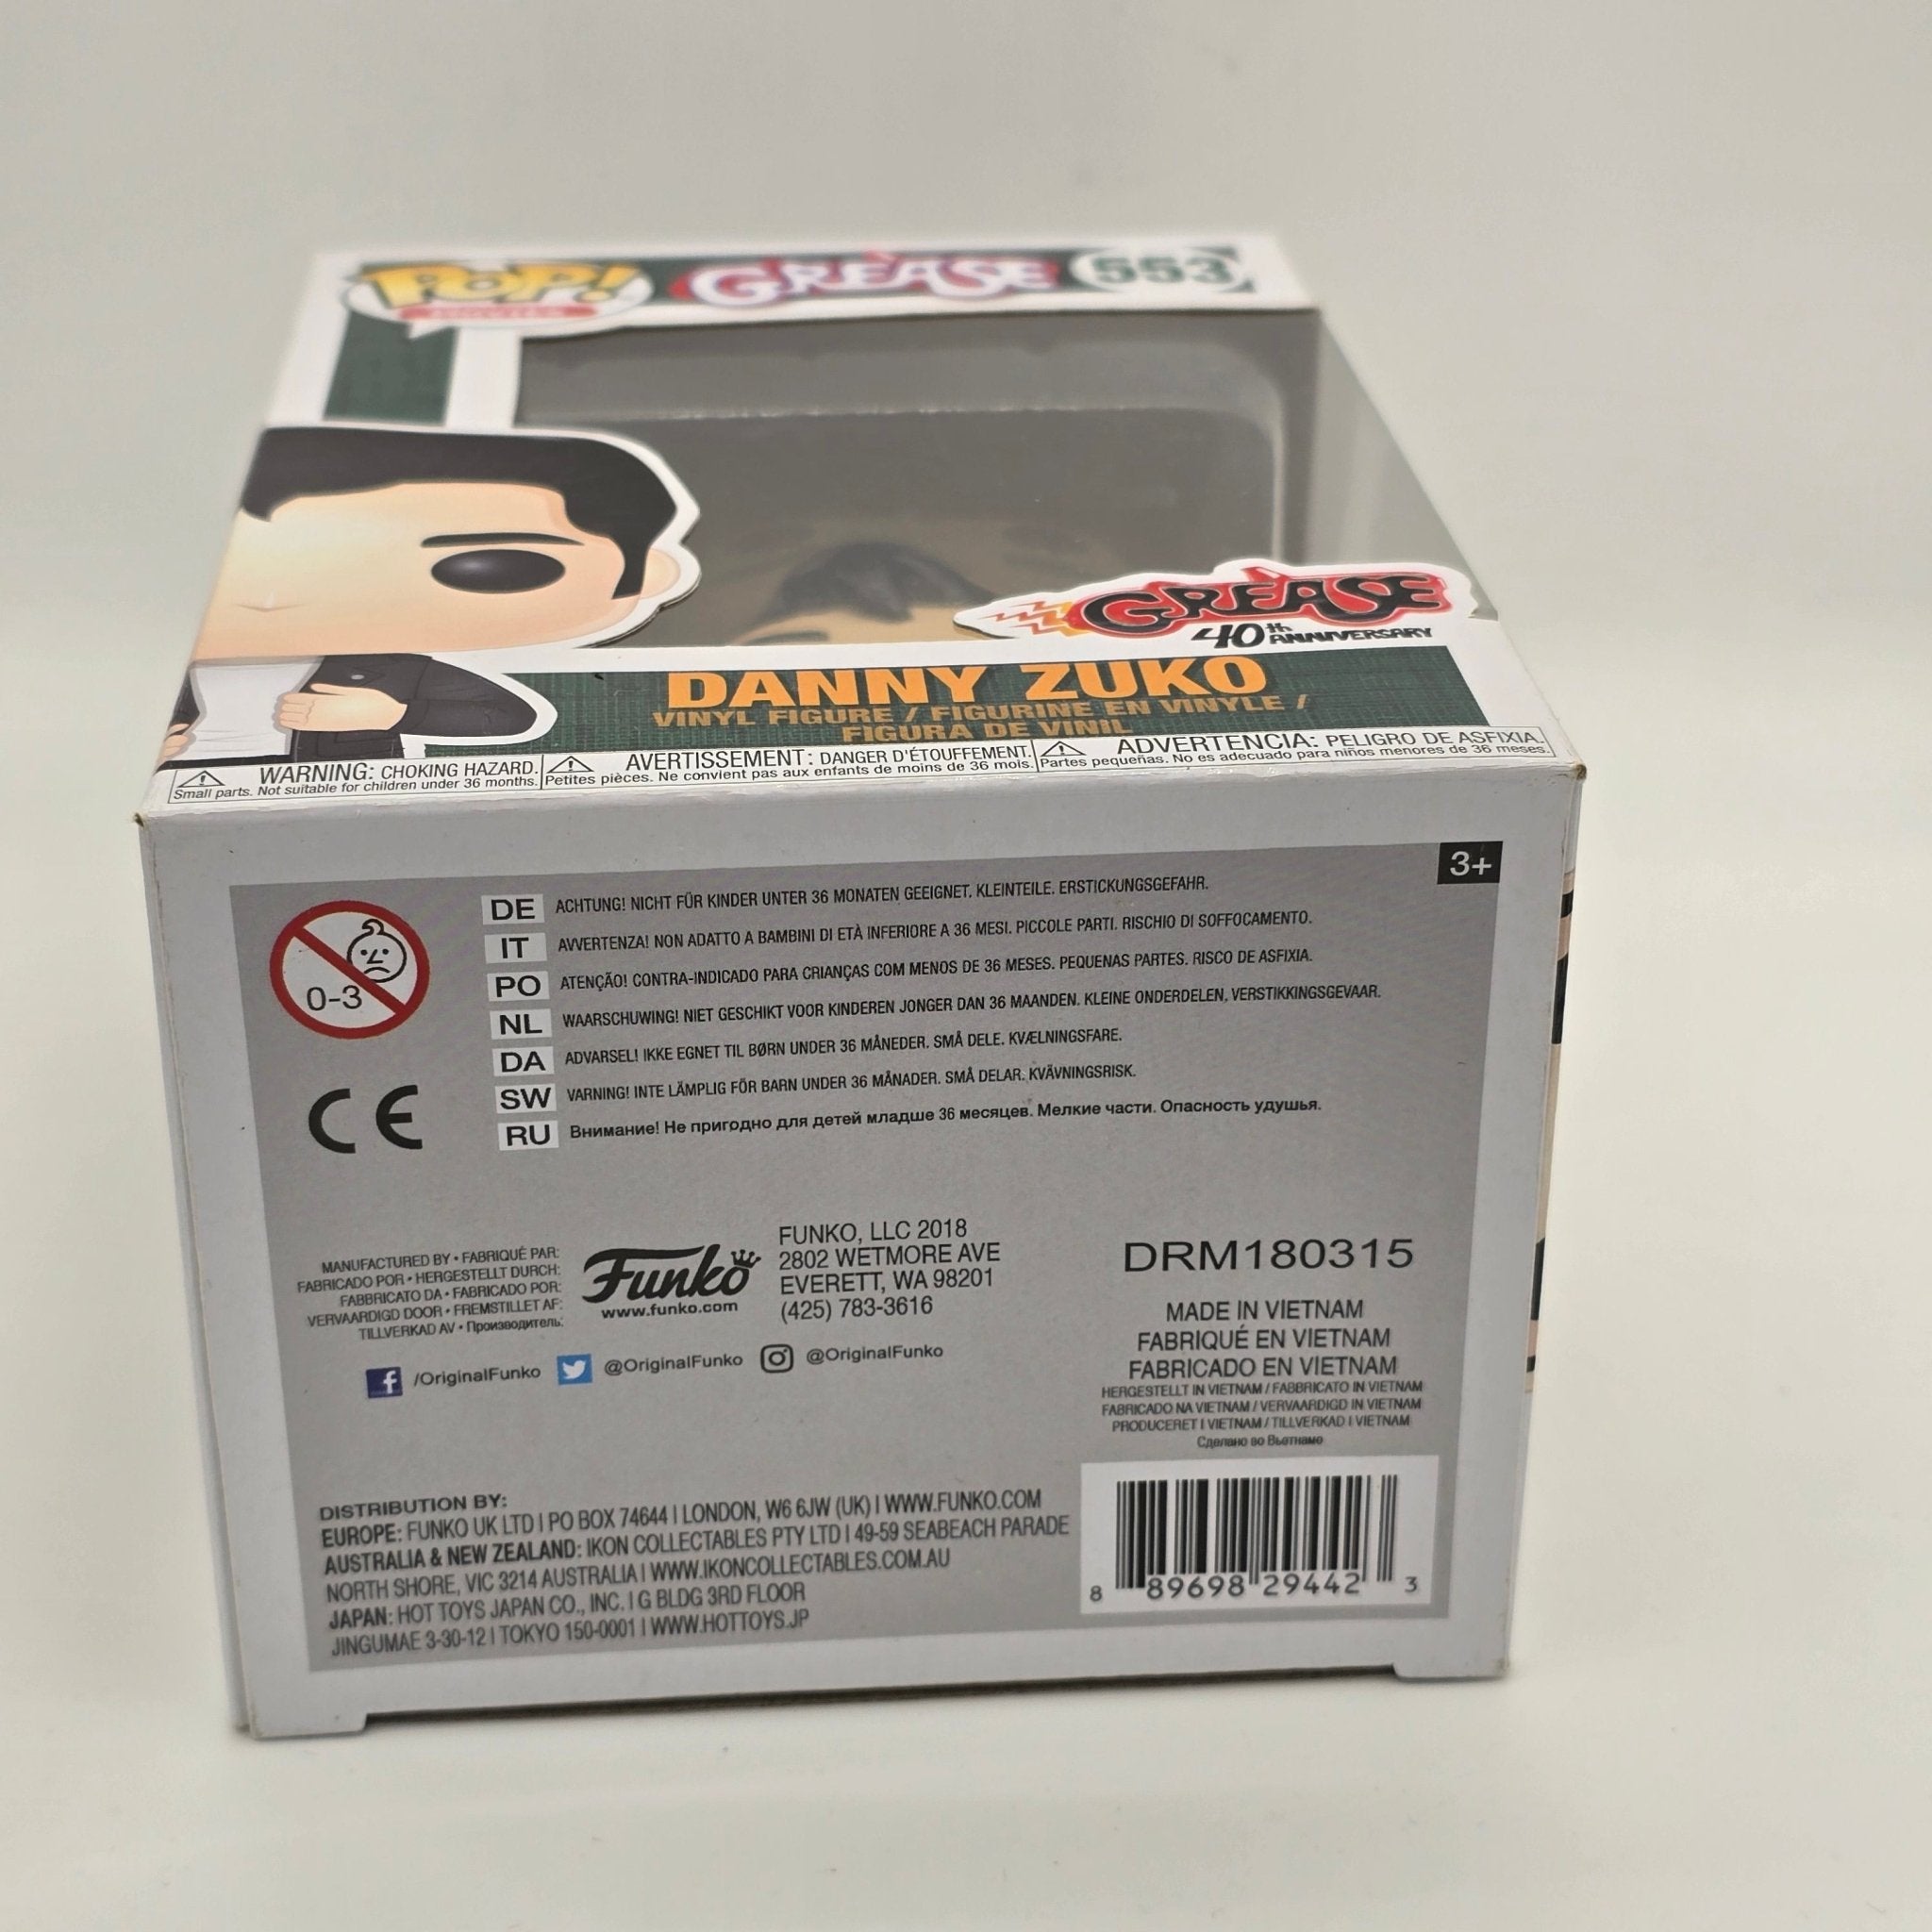 POP!
GREASE
553
GREASE
40th ANNIVERSARY
DANNY ZUKO
VINYL FIGURE / FIGURINE EN VINYLE /
FIGURA DE VINIL
WARNING: CHOKING HAZARD.
Small parts. Not suitable for children under 36 months.
AVERTISSEMENT: DANGER D'ÉTOUFFEMENT.
Petites pièces. Ne convient pas aux enfants de moins de 36 mois.
ADVERTENCIA: PELIGRO DE ASFIXIA.
Partes pequeñas. No es adecuado para niños menores de 36 meses.
3+
0-3
DE ACHTUNG! NICHT FÜR KINDER UNTER 36 MONATEN GEEIGNET. KLEINTEILE. ERSTICKUNGSGEFAHR.
IT AVVERTENZA! NON ADATTO A BAMBINI DI ETÀ INFERIORE A 36 MESI. PICCOLE PARTI. RISCHIO DI SOFFOCAMENTO.
PO ATENÇÃO! CONTRA-INDICADO PARA CRIANÇAS COM MENOS DE 36 MESES. PEQUENAS PARTES. RISCO DE ASFIXIA.
NL WAARSCHUWING! NIET GESCHIKT VOOR KINDEREN JONGER DAN 36 MAANDEN. KLEINE ONDERDELEN, VERSTIKKINGSGEVAAR.
DA ADVARSEL! IKKE EGNET TIL BØRN UNDER 36 MÅNEDER. SMÅ DELE. KVÆLNINGSFARE.
SW VARNING! INTE LÄMPLIG FÖR BARN UNDER 36 MÅNADER. SMÅ DELAR. KVÄVNINGSRISK.
RU Внимание! Не пригодно для детей младше 36 месяцев. Мелкие части. Опасность удушья.
CE
MANUFACTURED BY • FABRIQUÉ PAR:
FABRICADO POR • HERGESTELLT DURCH:
FABBRICATO DA • FABRICADO POR:
VERVAARDIGD DOOR • FREMSTILLET AF:
TILLVERKAD AV • Производитель:
Funko
www.funko.com
FUNKO, LLC 2018
2802 WETMORE AVE
EVERETT, WA 98201
(425) 783-3616
/OriginalFunko @OriginalFunko @OriginalFunko
DRM180315
MADE IN VIETNAM
FABRIQUÉ EN VIETNAM
FABRICADO EN VIETNAM
HERGESTELLT IN VIETNAM / FABBRICATO IN VIETNAM
FABRICADO NA VIETNAM / VERVAARDIGD IN VIETNAM
PRODUCERET I VIETNAM / TILLVERKAD I VIETNAM
Сделано во Вьетнаме
DISTRIBUTION BY:
EUROPE: FUNKO UK LTD | PO BOX 74644 | LONDON, W6 6JW (UK) | WWW.FUNKO.COM
AUSTRALIA & NEW ZEALAND: IKON COLLECTABLES PTY LTD | 49-59 SEABEACH PARADE
NORTH SHORE, VIC 3214 AUSTRALIA | WWW.IKONCOLLECTABLES.COM.AU
JAPAN: HOT TOYS JAPAN CO., INC. | G BLDG 3RD FLOOR
JINGUMAE 3-30-12 | TOKYO 150-0001 | WWW.HOTTOYS.JP
8 89698 29442 3